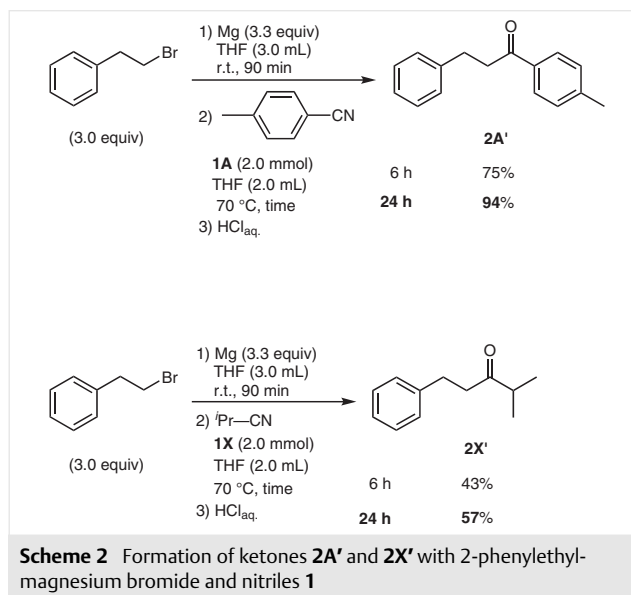 1) Mg (3.3 equiv)
THF (3.0 mL)
r.t., 90 min
Br
O
2)
CN
(3.0 equiv)
1A (2.0 mmol)
THF (2.0 mL)
70 °C, time
3) HClaq.
2A'
6 h 75%
24 h 94%
1) Mg (3.3 equiv)
THF (3.0 mL)
r.t., 90 min
Br
O
2) iPr—CN
(3.0 equiv)
1X (2.0 mmol)
THF (2.0 mL)
70 °C, time
3) HClaq.
2X'
6 h 43%
24 h 57%
Scheme 2 Formation of ketones 2A′ and 2X′ with 2-phenylethyl-
magnesium bromide and nitriles 1